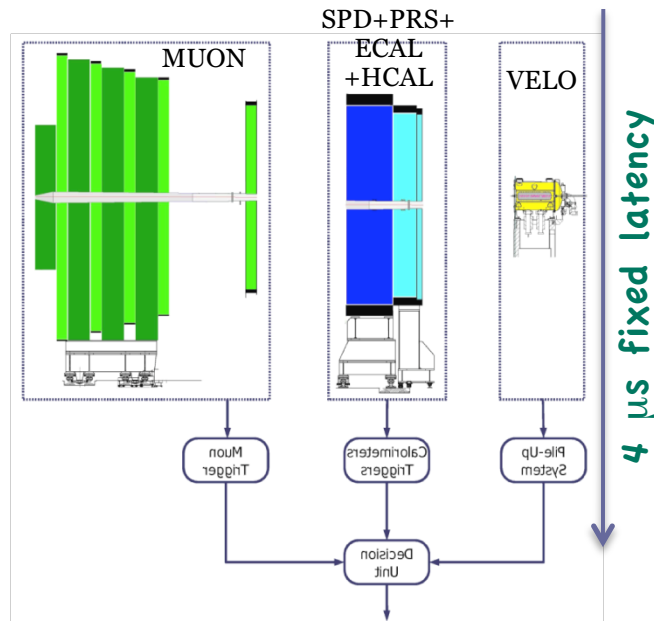 SPD+PRS+
ECAL
+HCAL
MUON
VELO
4 µs fixed latency
Muon
Trigger
Calorimeters
Triggers
Pile-Up
System
Decision
Unit